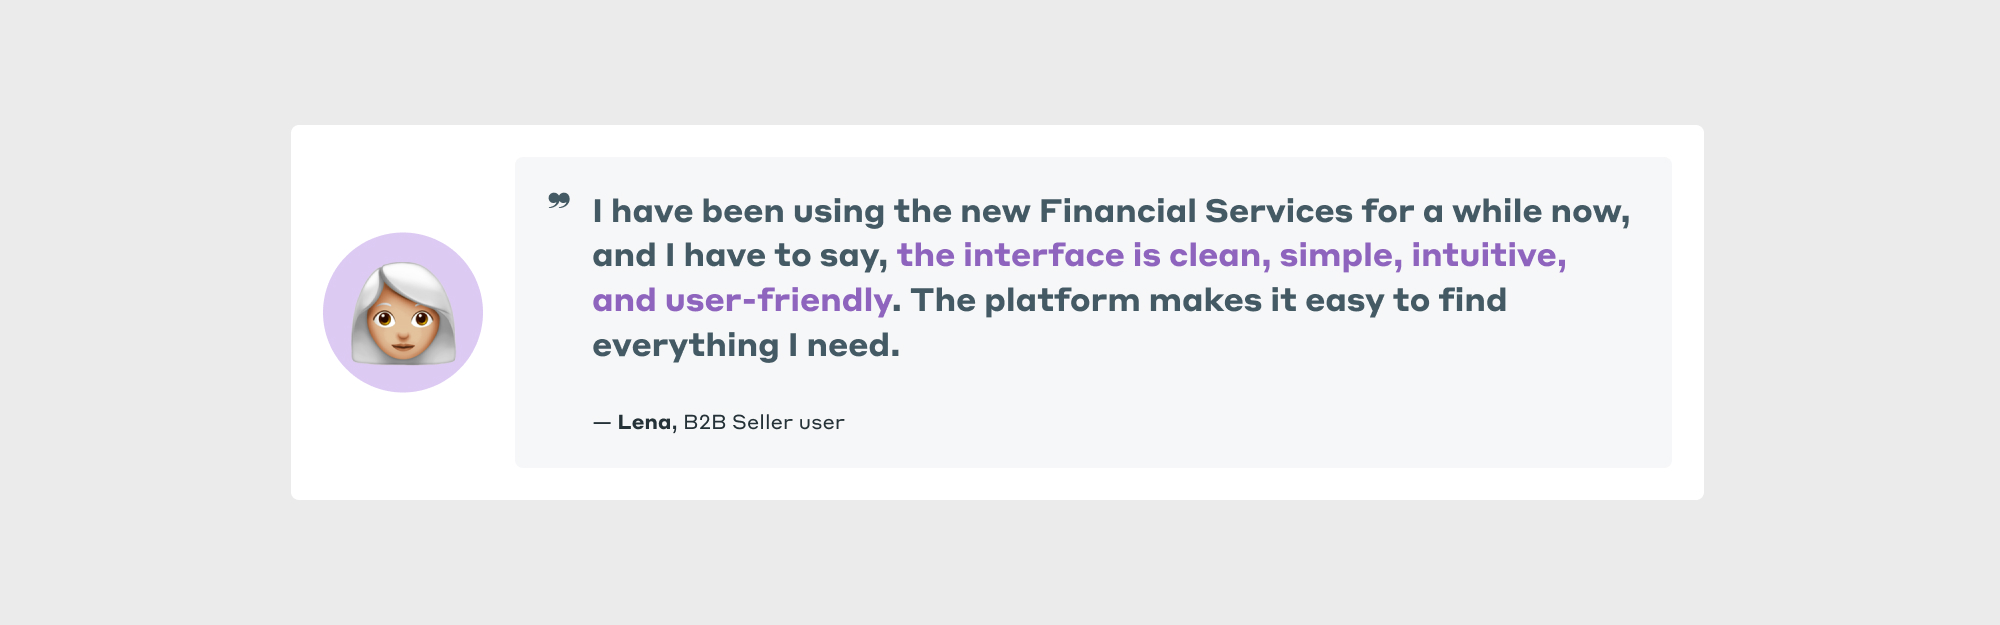 ❞ I have been using the new Financial Services for a while now,
and I have to say, the interface is clean, simple, intuitive,
and user-friendly. The platform makes it easy to find
everything I need.
— Lena, B2B Seller user